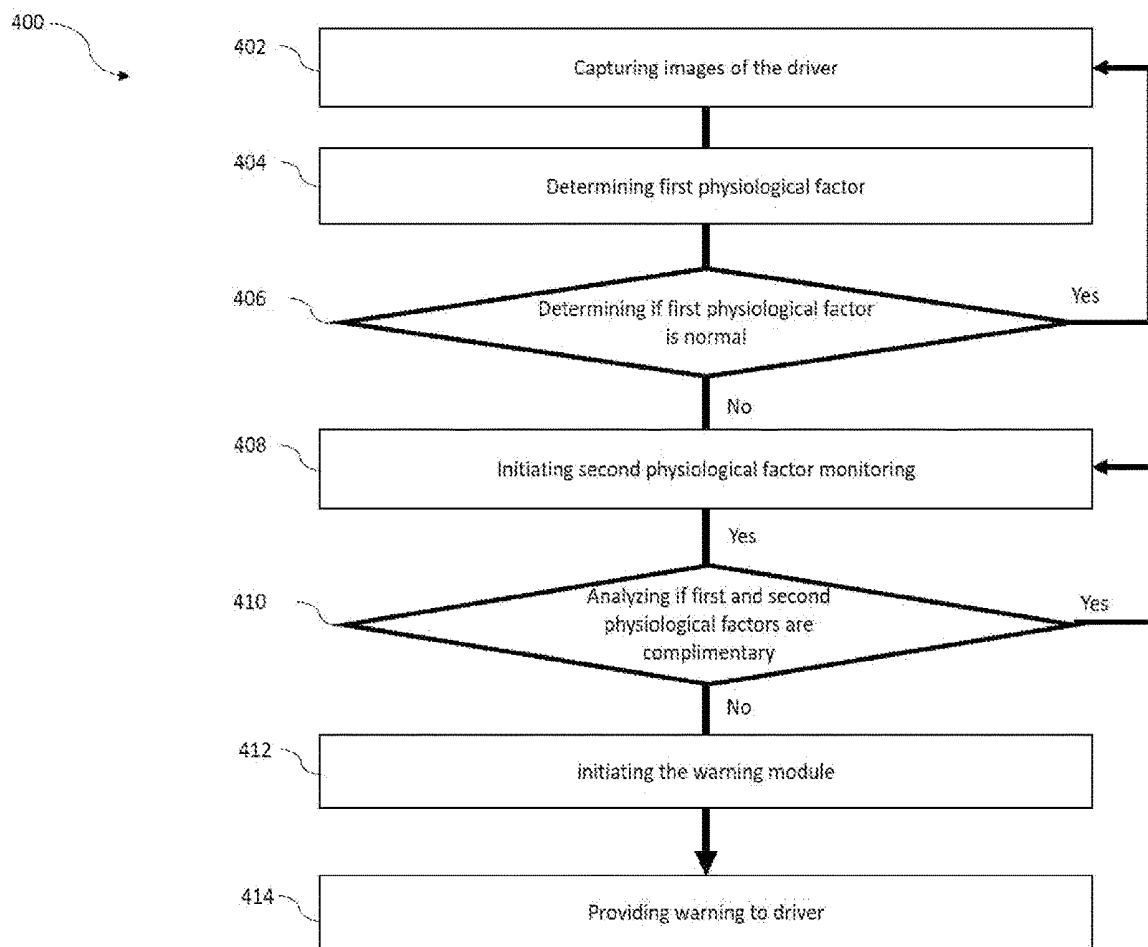 400
402
Capturing images of the driver
404
Determining first physiological factor
406
Determining if first physiological factor
is normal
Yes
No
408
Initiating second physiological factor monitoring
Yes
410
Analyzing if first and second
physiological factors are
complimentary
Yes
No
412
Initiating the warning module
414
Providing warning to driver